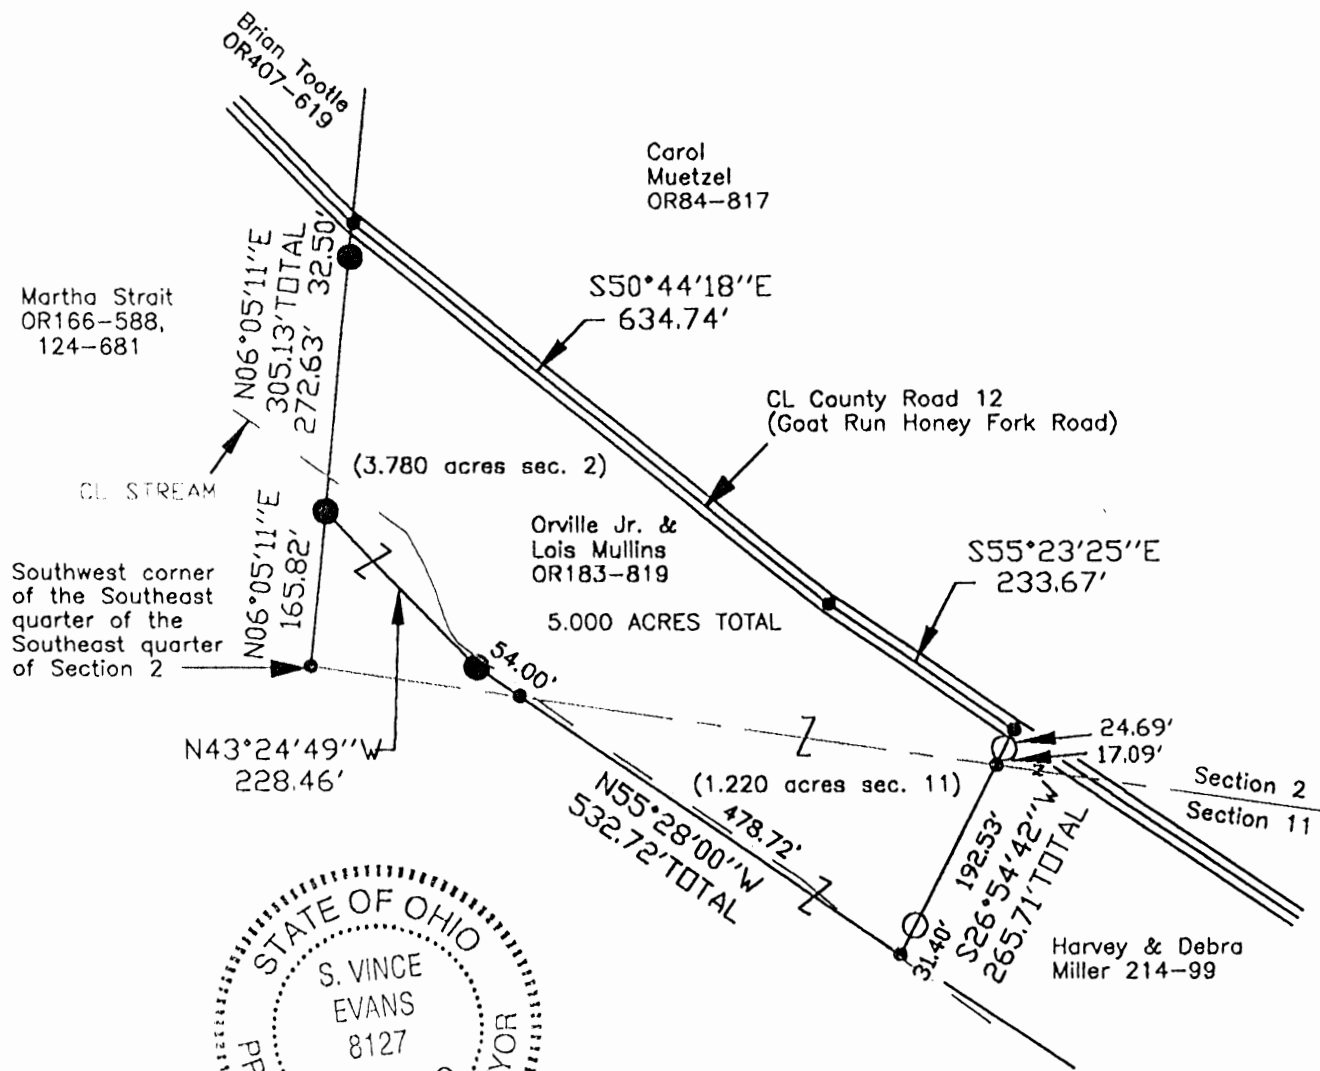 Brian Tootle
OR407-619
Carol
Muetzel
OR84-817
Martha Strait
OR166-588,
124-681
N06°05'11''E
305.13'TOTAL
272.63' 32.50'
S50°44'18''E
634.74'
CL County Road 12
(Goat Run Honey Fork Road)
CL STREAM
(3.780 acres sec. 2)
Orville Jr. &
Lois Mullins
OR183-819
5.000 ACRES TOTAL
S55°23'25''E
233.67'
Southwest corner
of the Southeast
quarter of the
Southeast quarter
of Section 2
N06°05'11''E
165.82'
54.00'
N43°24'49''W
228.46'
24.69'
17.09'
(1.220 acres sec. 11)
Section 2
Section 11
478.72'
N55°28'00''W
532.72'TOTAL
192.53'
31.40'
S26°54'42''W
265.71'TOTAL
Harvey & Debra
Miller 214-99
STATE OF OHIO
S. VINCE
EVANS
8127